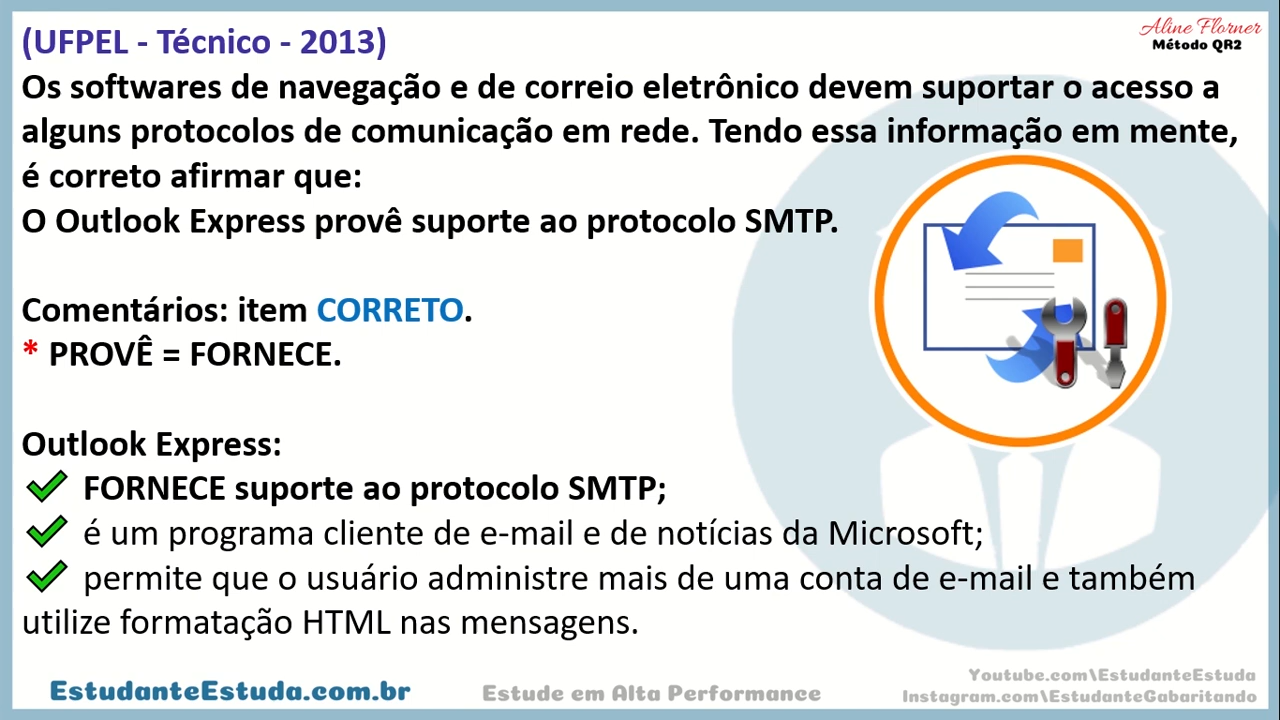 (UFPEL - Técnico - 2013)
Aline Florner
Método QR2
Os softwares de navegação e de correio eletrônico devem suportar o acesso a
alguns protocolos de comunicação em rede. Tendo essa informação em mente,
é correto afirmar que:
O Outlook Express provê suporte ao protocolo SMTP.
Comentários: item CORRETO.
* PROVÊ = FORNECE.
Outlook Express:
FORNECE suporte ao protocolo SMTP;
é um programa cliente de e-mail e de notícias da Microsoft;
permite que o usuário administre mais de uma conta de e-mail e também
utilize formatação HTML nas mensagens.
EstudanteEstuda.com.br
Estude em Alta Performance
Youtube.com\EstudanteEstuda
Instagram.com\EstudanteGabaritando